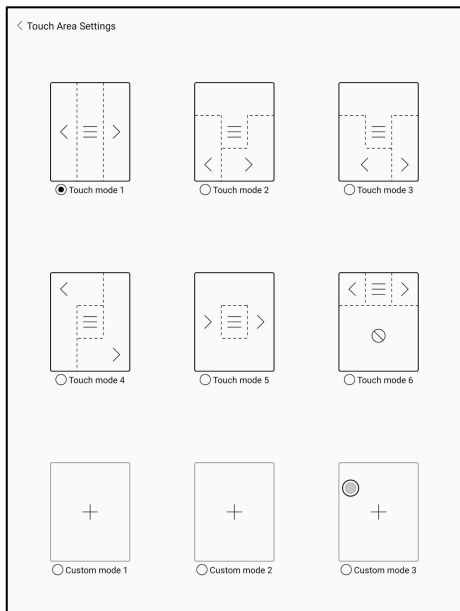 Touch Area Settings
Touch mode 1
Touch mode 2
Touch mode 3
Touch mode 4
Touch mode 5
Touch mode 6
Custom mode 1
Custom mode 2
Custom mode 3